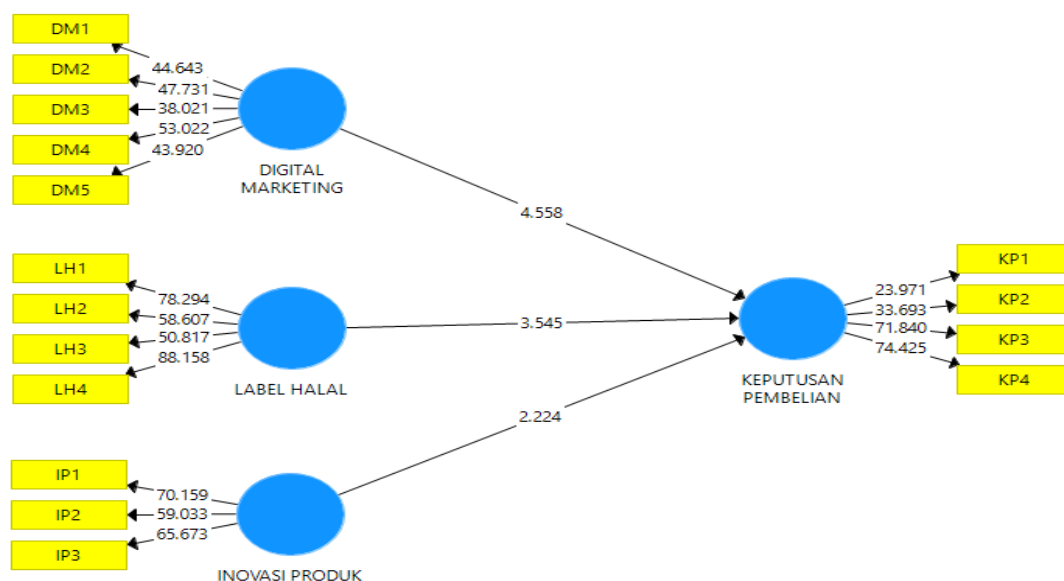 DM1
DM2
DM3
DM4
DM5
44.643
47.731
38.021
53.022
43.920
DIGITAL
MARKETING
4.558
LH1
LH2
LH3
LH4
78.294
58.607
50.817
88.158
LABEL HALAL
3.545
IP1
IP2
IP3
70.159
59.033
65.673
INOVASI PRODUK
2.224
KEPUTUSAN
PEMBELIAN
23.971
33.693
71.840
74.425
KP1
KP2
KP3
KP4